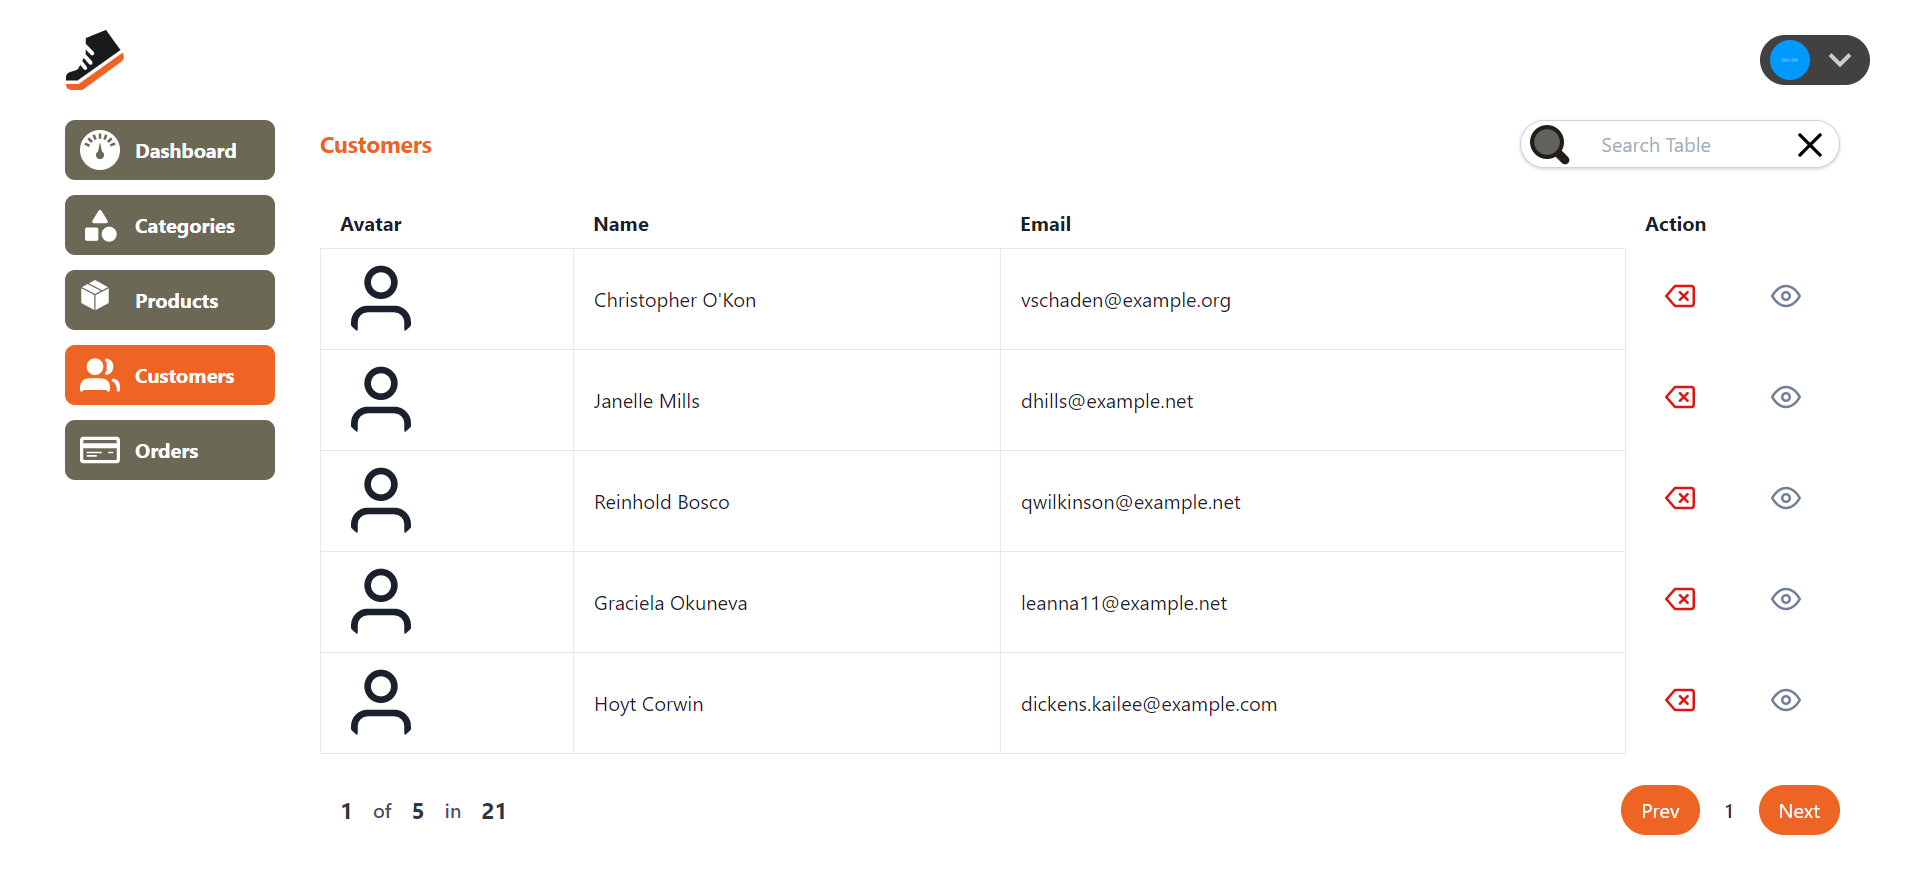 Dashboard
Categories
Products
Customers
Orders
Customers
Search Table
Avatar Name Email Action
Christopher O'Kon vschaden@example.org
Janelle Mills dhills@example.net
Reinhold Bosco qwilkinson@example.net
Graciela Okuneva leanna11@example.net
Hoyt Corwin dickens.kailee@example.com
1 of 5 in 21
Prev 1 Next